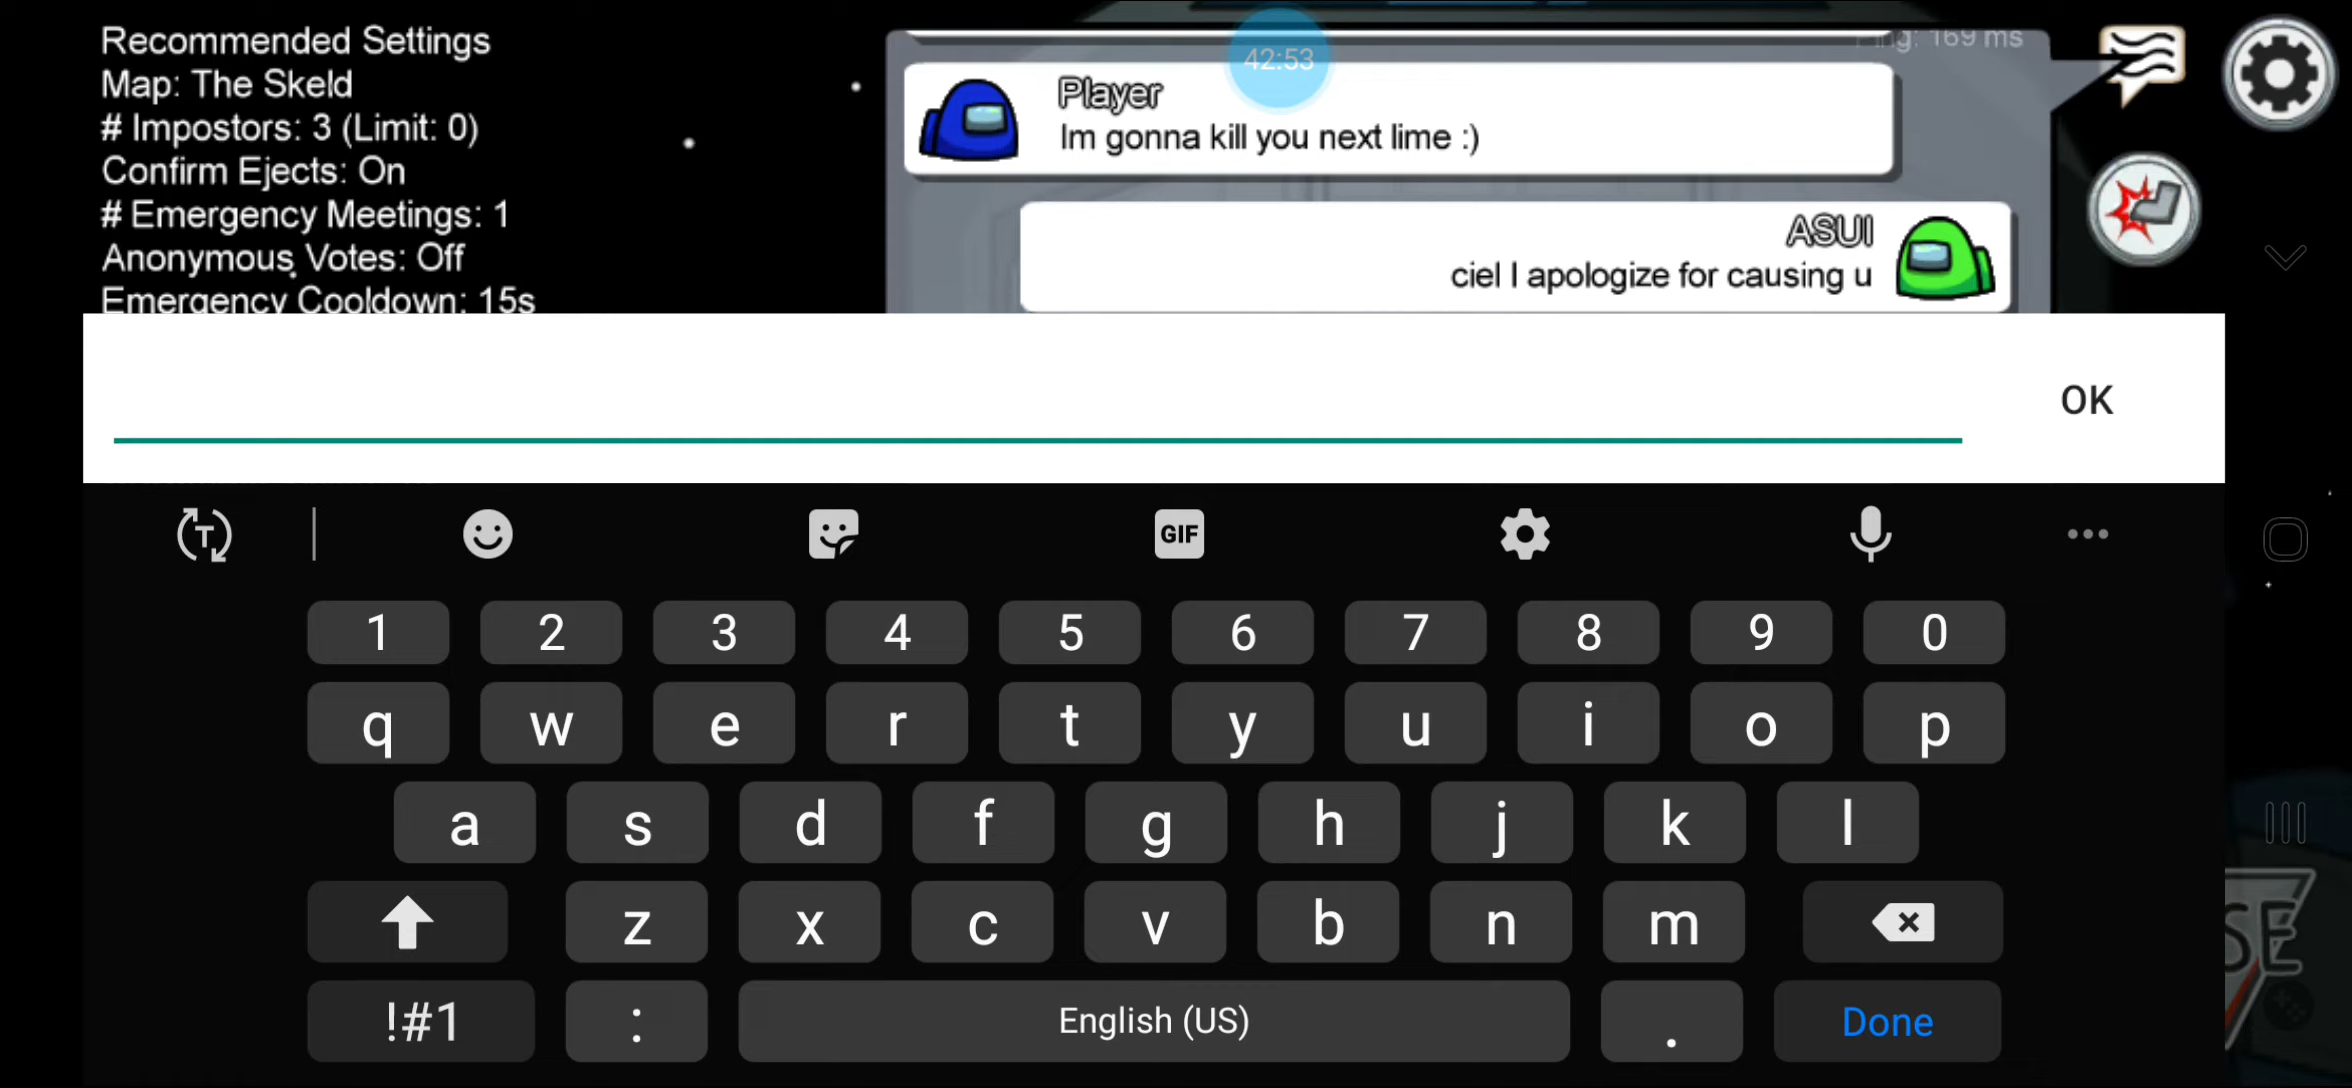 Recommended Settings
Map: The Skeld
# Impostors: 3 (Limit: 0)
Confirm Ejects: On
# Emergency Meetings: 1
Anonymous Votes: Off
Emergency Cooldown: 15s
42:53
Ping: 169 ms
Player
Im gonna kill you next lime :)
ASUI
ciel I apologize for causing u
OK
T
GIF
1 2 3 4 5 6 7 8 9 0
q w e r t y u i o p
a s d f g h j k l
z x c v b n m
!#1 : English (US) . Done